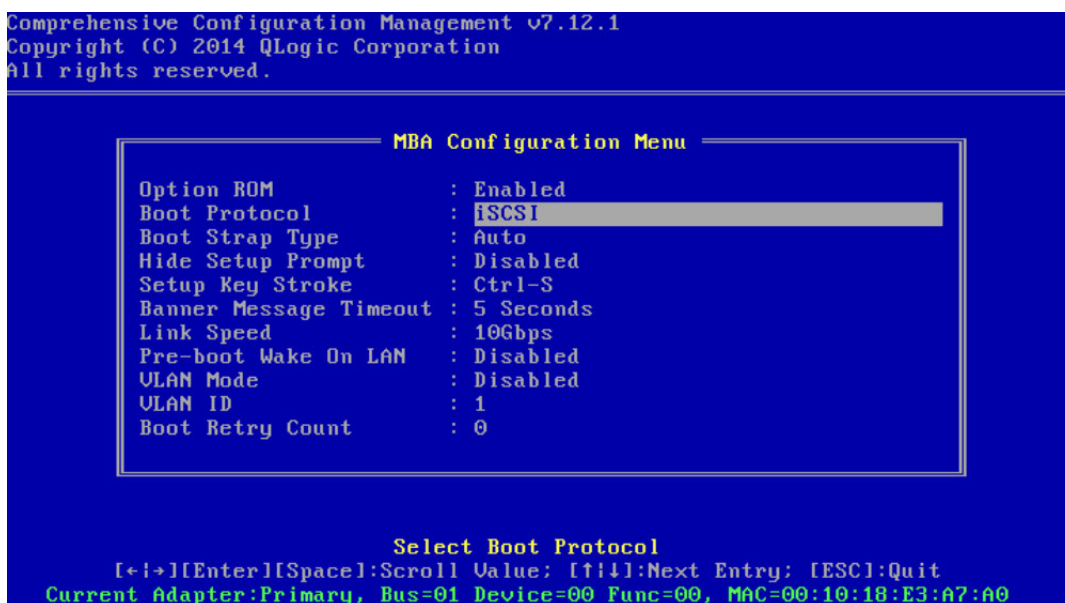 Comprehensive Configuration Management v7.12.1
Copyright (C) 2014 QLogic Corporation
All rights reserved.
MBA Configuration Menu
Option ROM : Enabled
Boot Protocol : iSCSI
Boot Strap Type : Auto
Hide Setup Prompt : Disabled
Setup Key Stroke : Ctrl-S
Banner Message Timeout : 5 Seconds
Link Speed : 10Gbps
Pre-boot Wake On LAN : Disabled
VLAN Mode : Disabled
VLAN ID : 1
Boot Retry Count : 0
Select Boot Protocol
[←|→][Enter][Space]:Scroll Value; [↑|↓]:Next Entry; [ESC]:Quit
Current Adapter:Primary, Bus=01 Device=00 Func=00, MAC=00:10:18:E3:A7:A0